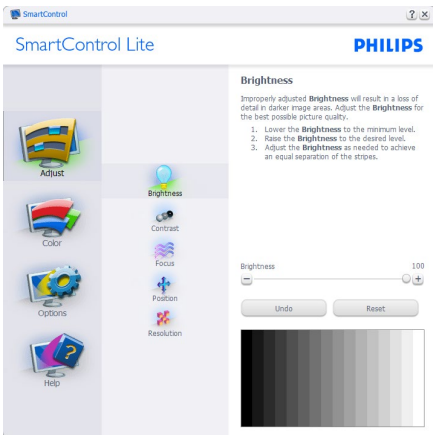 SmartControl
SmartControl Lite
PHILIPS
Adjust
Color
Options
Help
Brightness
Contrast
Focus
Position
Resolution
Brightness
Improperly adjusted Brightness will result in a loss of
detail in darker image areas. Adjust the Brightness for
the best possible picture quality.
1. Lower the Brightness to the minimum level.
2. Raise the Brightness to the desired level.
3. Adjust the Brightness as needed to achieve
an equal separation of the stripes.
Brightness 100
Undo Reset